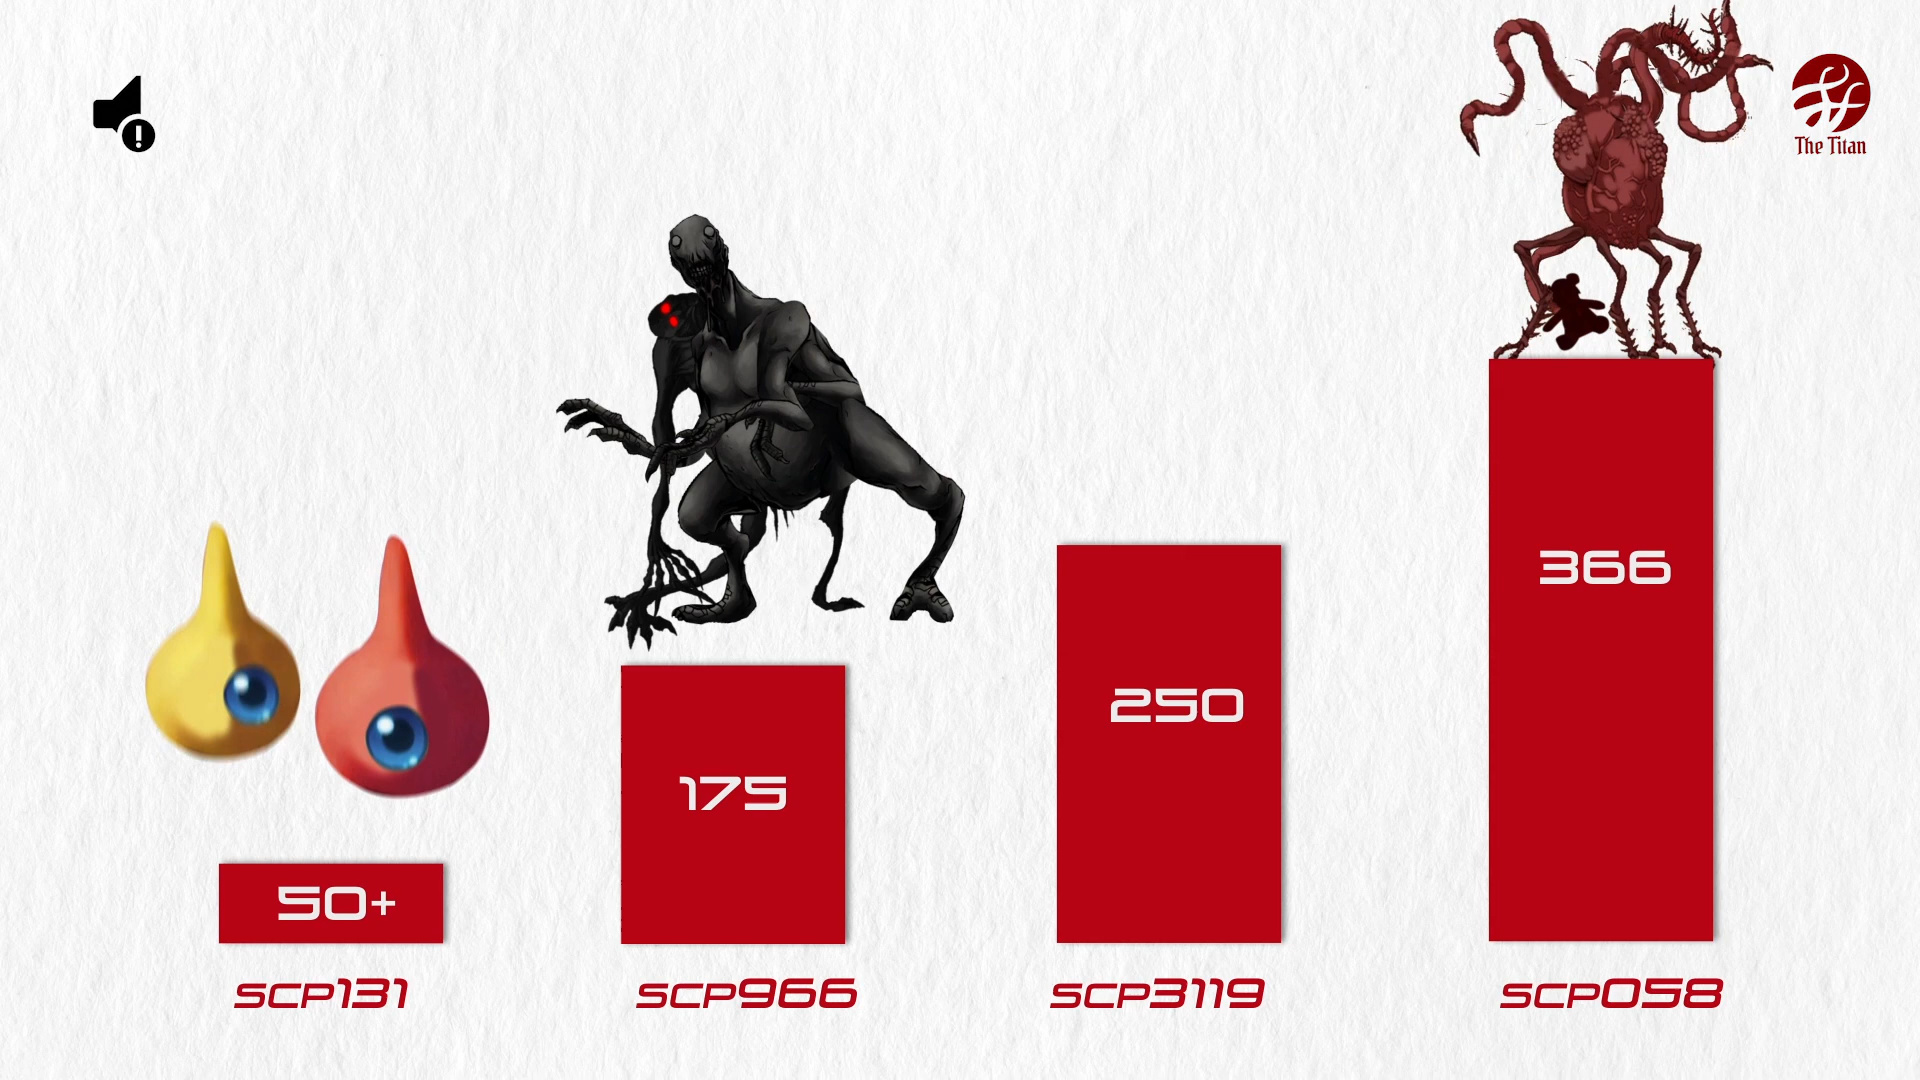 !
The Titan
366
250
175
50+
SCP131
SCP966
SCP3119
SCP058